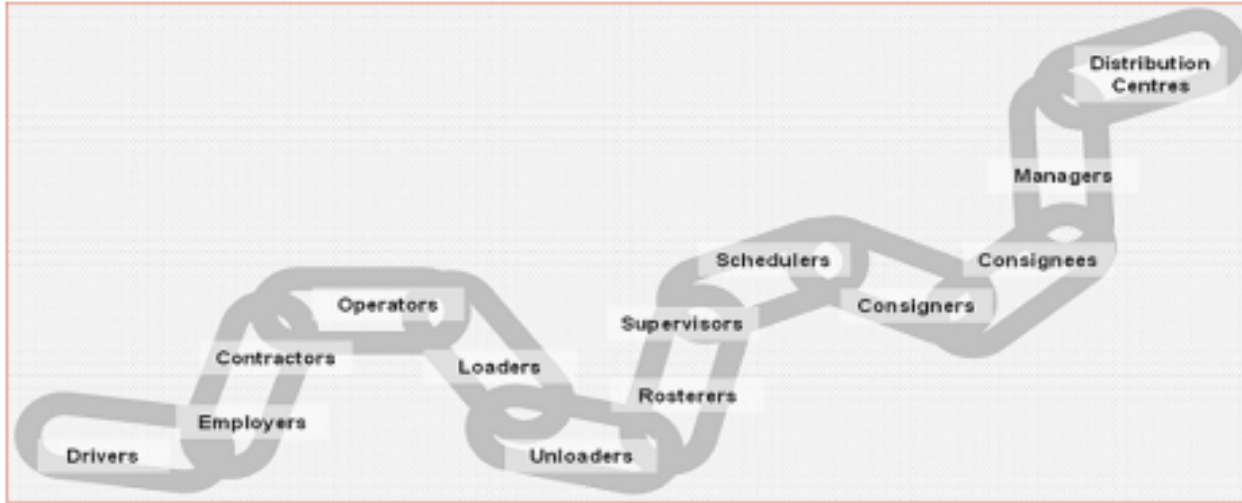 Drivers
Employers
Contractors
Operators
Loaders
Unloaders
Rosterers
Supervisors
Schedulers
Consigners
Consignees
Managers
Distribution
Centres